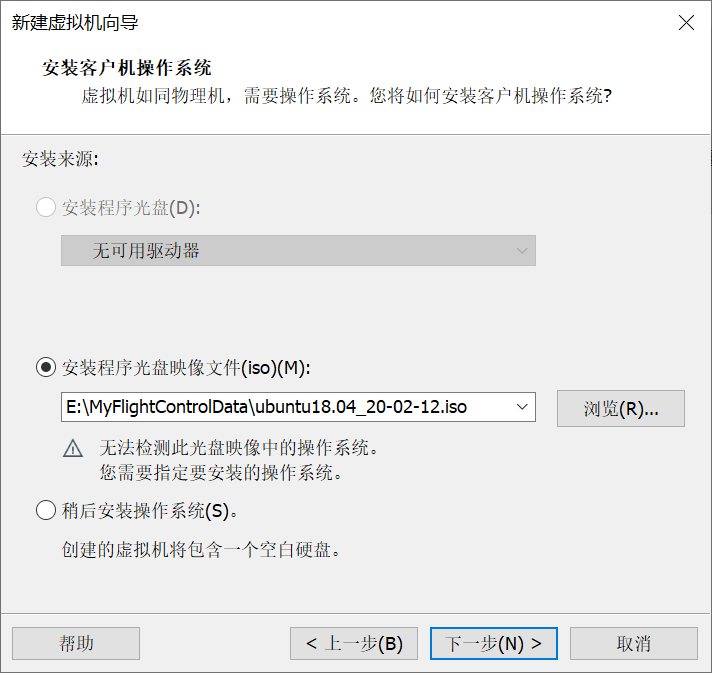 新建虚拟机向导
安装客户机操作系统
虚拟机如同物理机，需要操作系统。您将如何安装客户机操作系统?
安装来源:
安装程序光盘(D):
无可用驱动器
安装程序光盘映像文件(iso)(M):
E:\MyFlightControlData\ubuntu18.04_20-02-12.iso
浏览(R)...
无法检测此光盘映像中的操作系统。
您需要指定要安装的操作系统。
稍后安装操作系统(S)。
创建的虚拟机将包含一个空白硬盘。
帮助
< 上一步(B)
下一步(N) >
取消